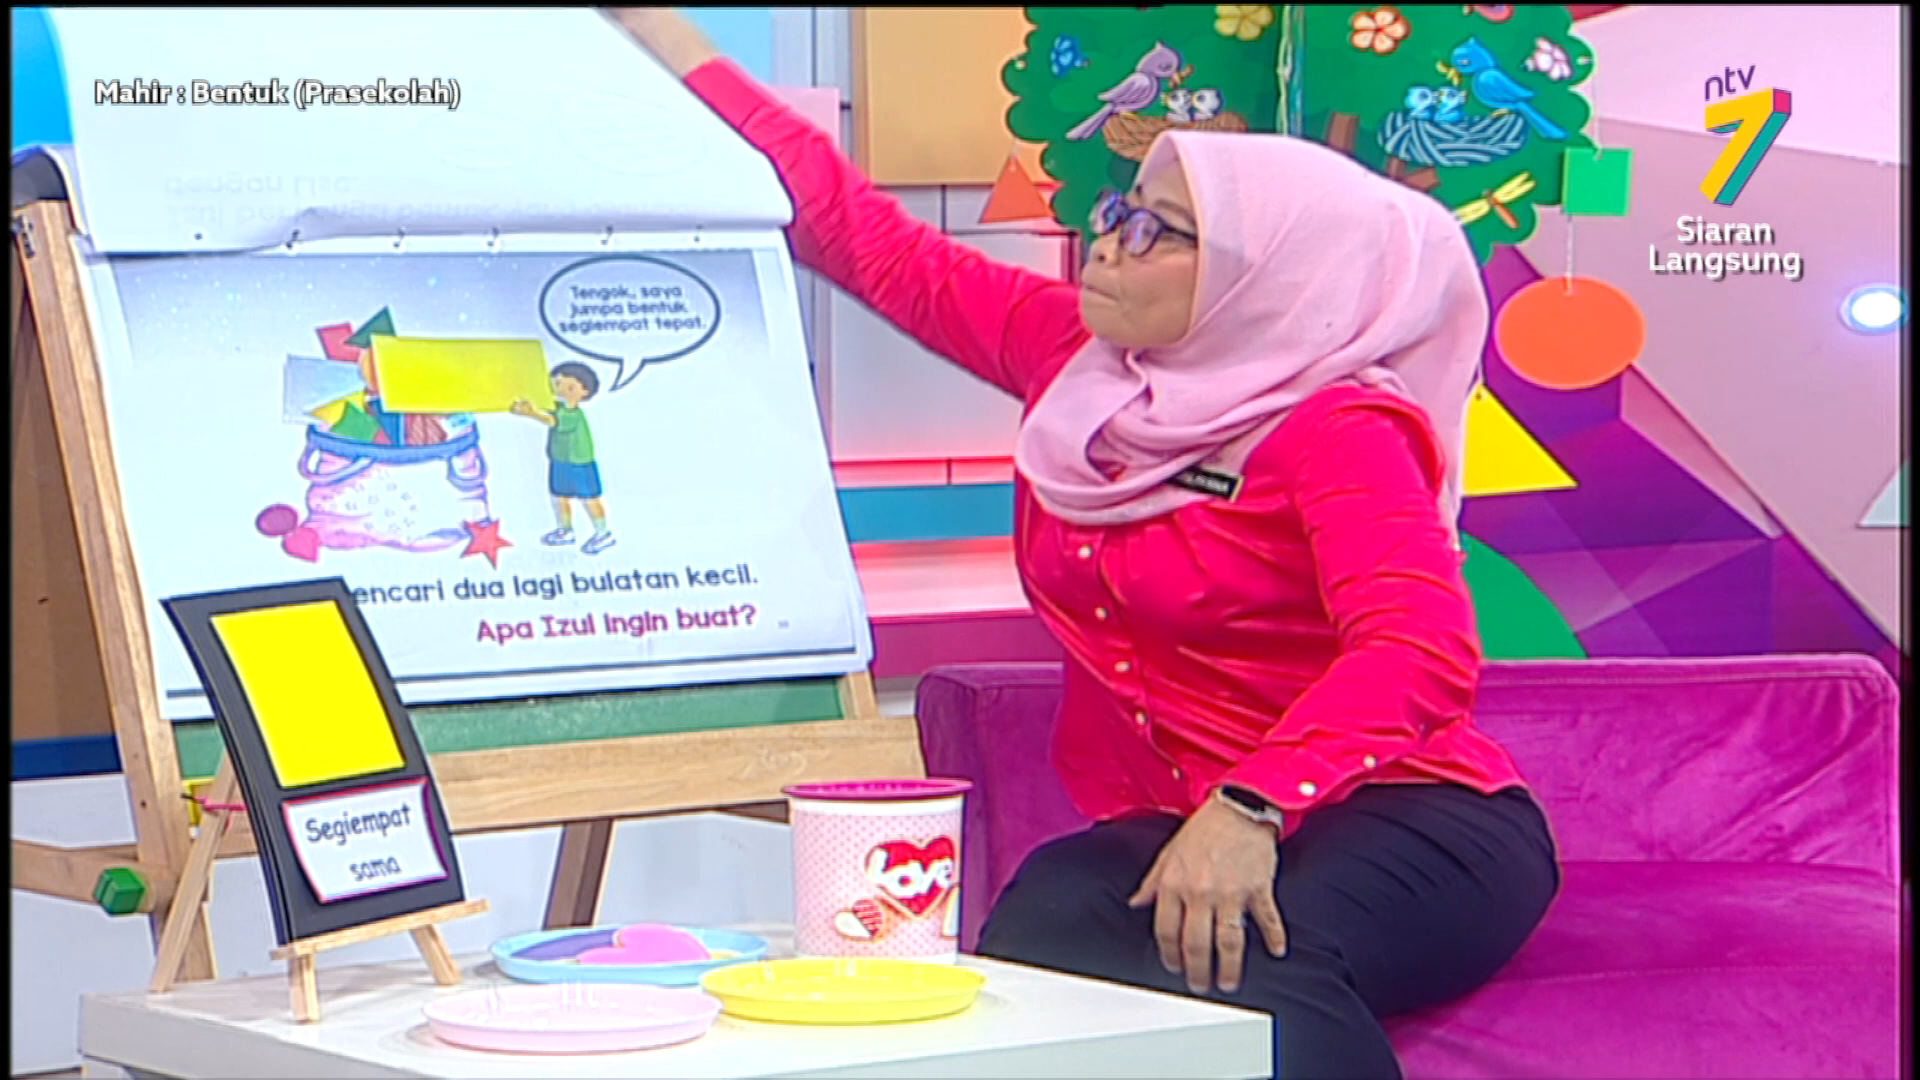 Mahir : Bentuk (Prasekolah)
ntv
7
Siaran
Langsung
Tengok, saya
jumpa bentuk
segiempat tepat.
encari dua lagi bulatan kecil.
Apa Izul ingin buat?
Segiempat
sama
Love